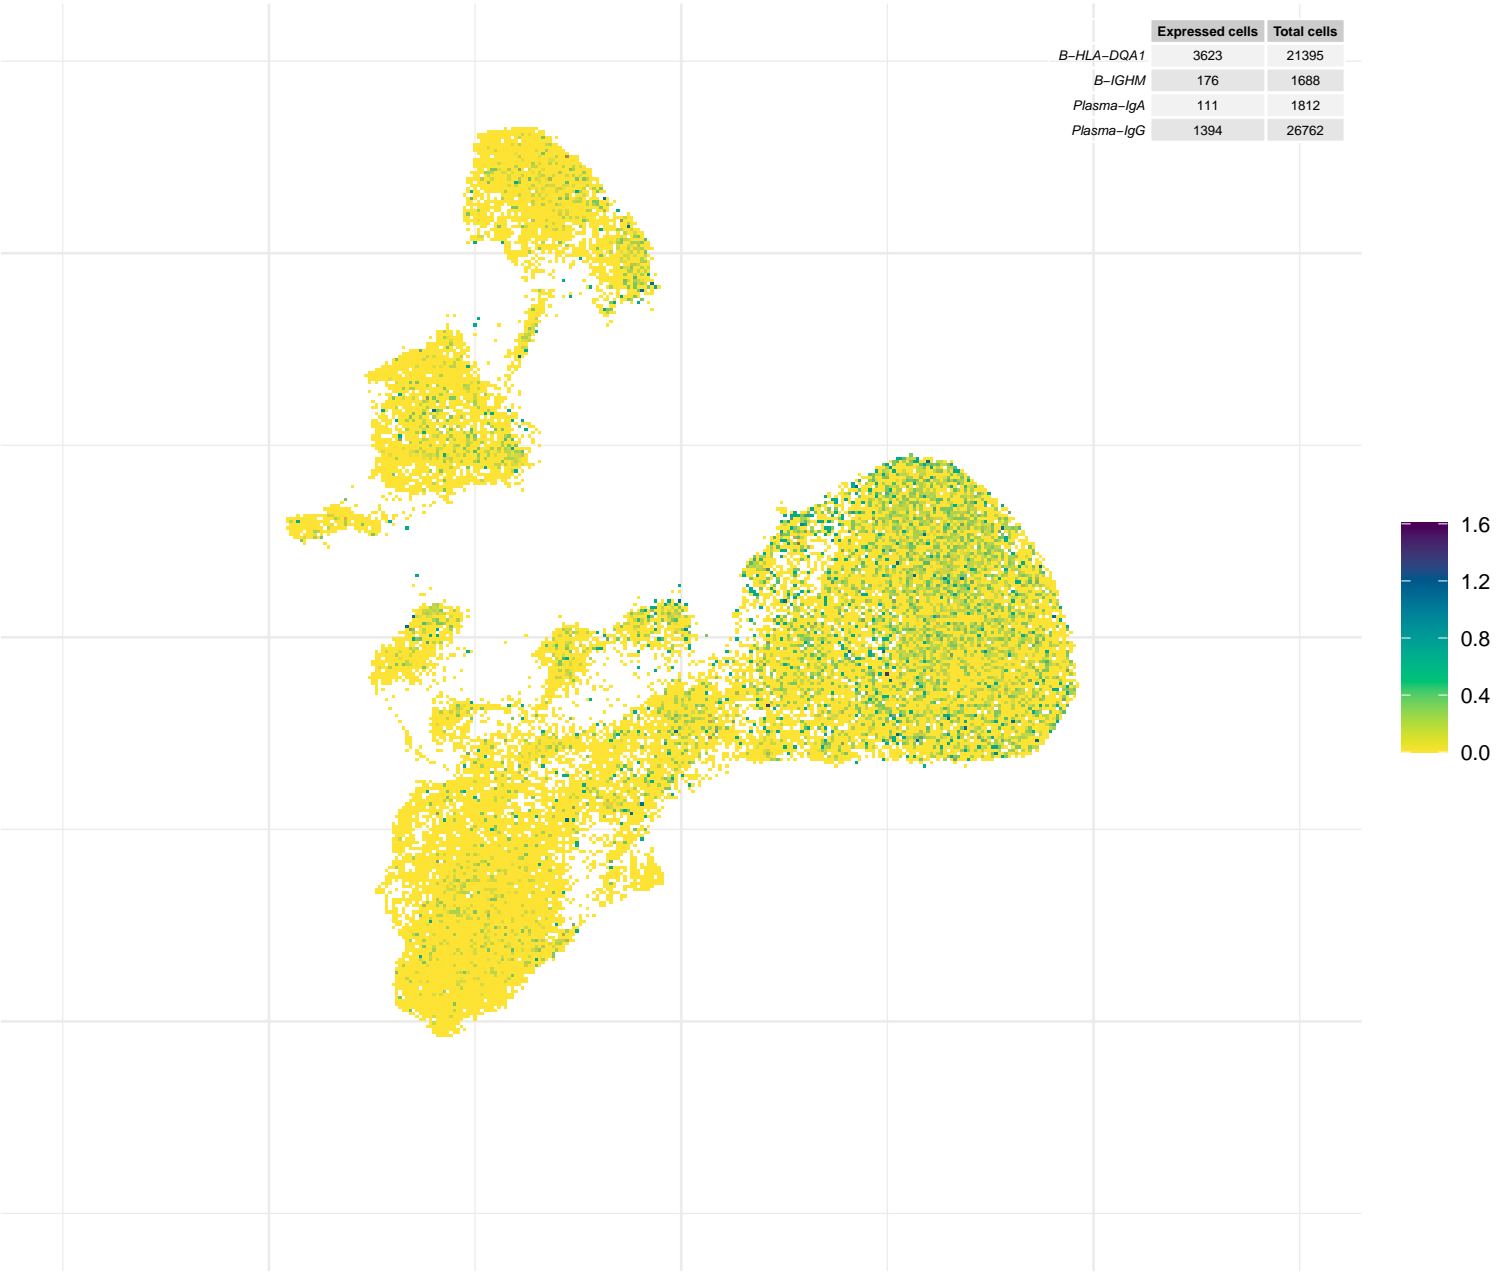 Expressed cells Total cells
B−HLA−DQA1 3623 21395
B−IGHM 176 1688
Plasma−IgA 111 1812
Plasma−IgG 1394 26762
1.6
1.2
0.8
0.4
0.0